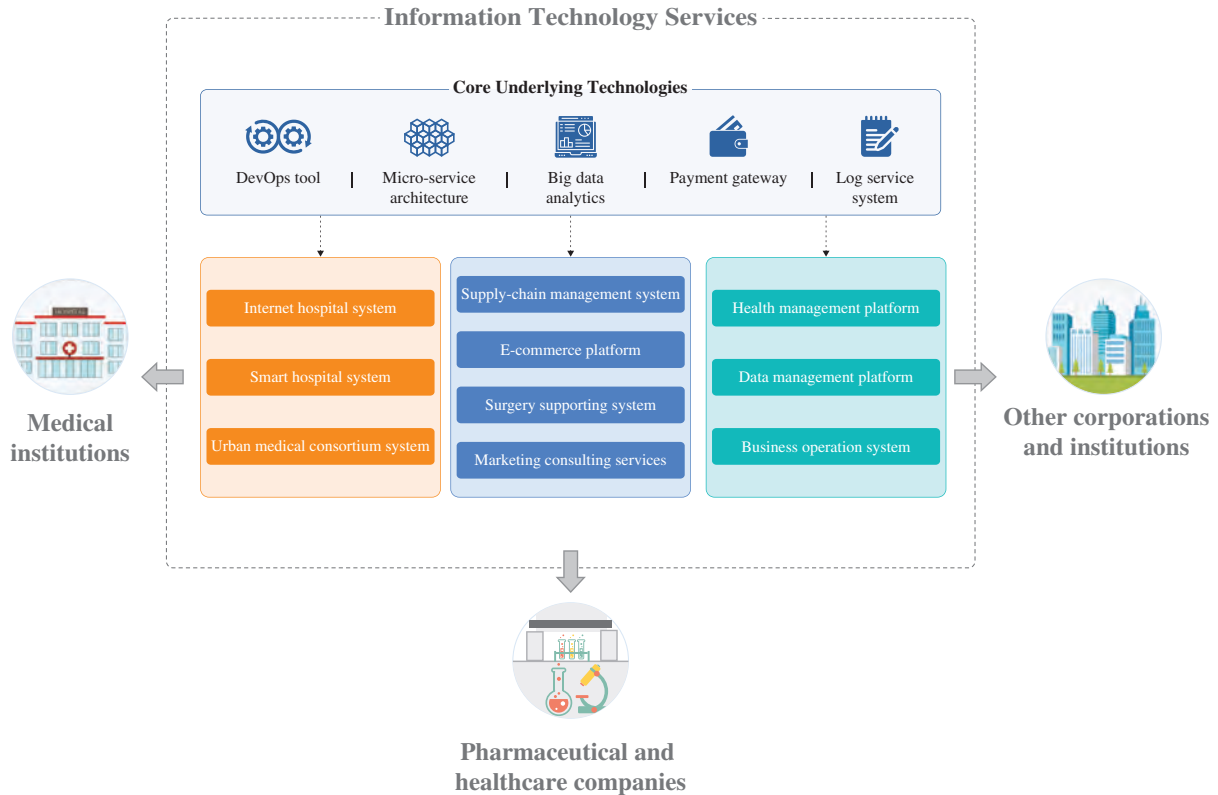 Information Technology Services
Core Underlying Technologies
DevOps tool
Micro-service
architecture
Big data
analytics
Payment gateway
Log service
system
Internet hospital system
Smart hospital system
Urban medical consortium system
Supply-chain management system
E-commerce platform
Surgery supporting system
Marketing consulting services
Health management platform
Data management platform
Business operation system
Medical
institutions
Other corporations
and institutions
Pharmaceutical and
healthcare companies